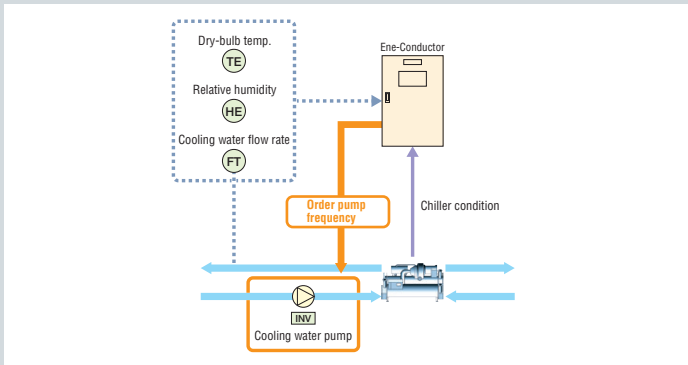 Dry-bulb temp.
TE
Relative humidity
HE
Cooling water flow rate
FT
Ene-Conductor
Order pump
frequency
Chiller condition
INV
Cooling water pump